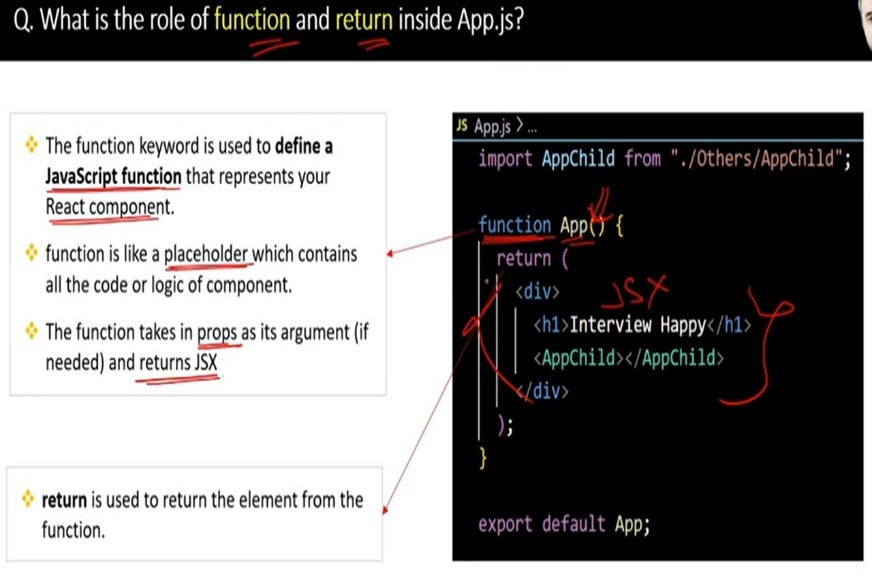 Q. What is the role of function and return inside App.js?
❖ The function keyword is used to define a
JavaScript function that represents your
React component.
❖ function is like a placeholder which contains
all the code or logic of component.
❖ The function takes in props as its argument (if
needed) and returns JSX
❖ return is used to return the element from the
function.
JS App.js > ...
import AppChild from "./Others/AppChild";
function App() {
return (
<div>
JSX
<h1>Interview Happy</h1>
<AppChild></AppChild>
</div>
);
}
export default App;